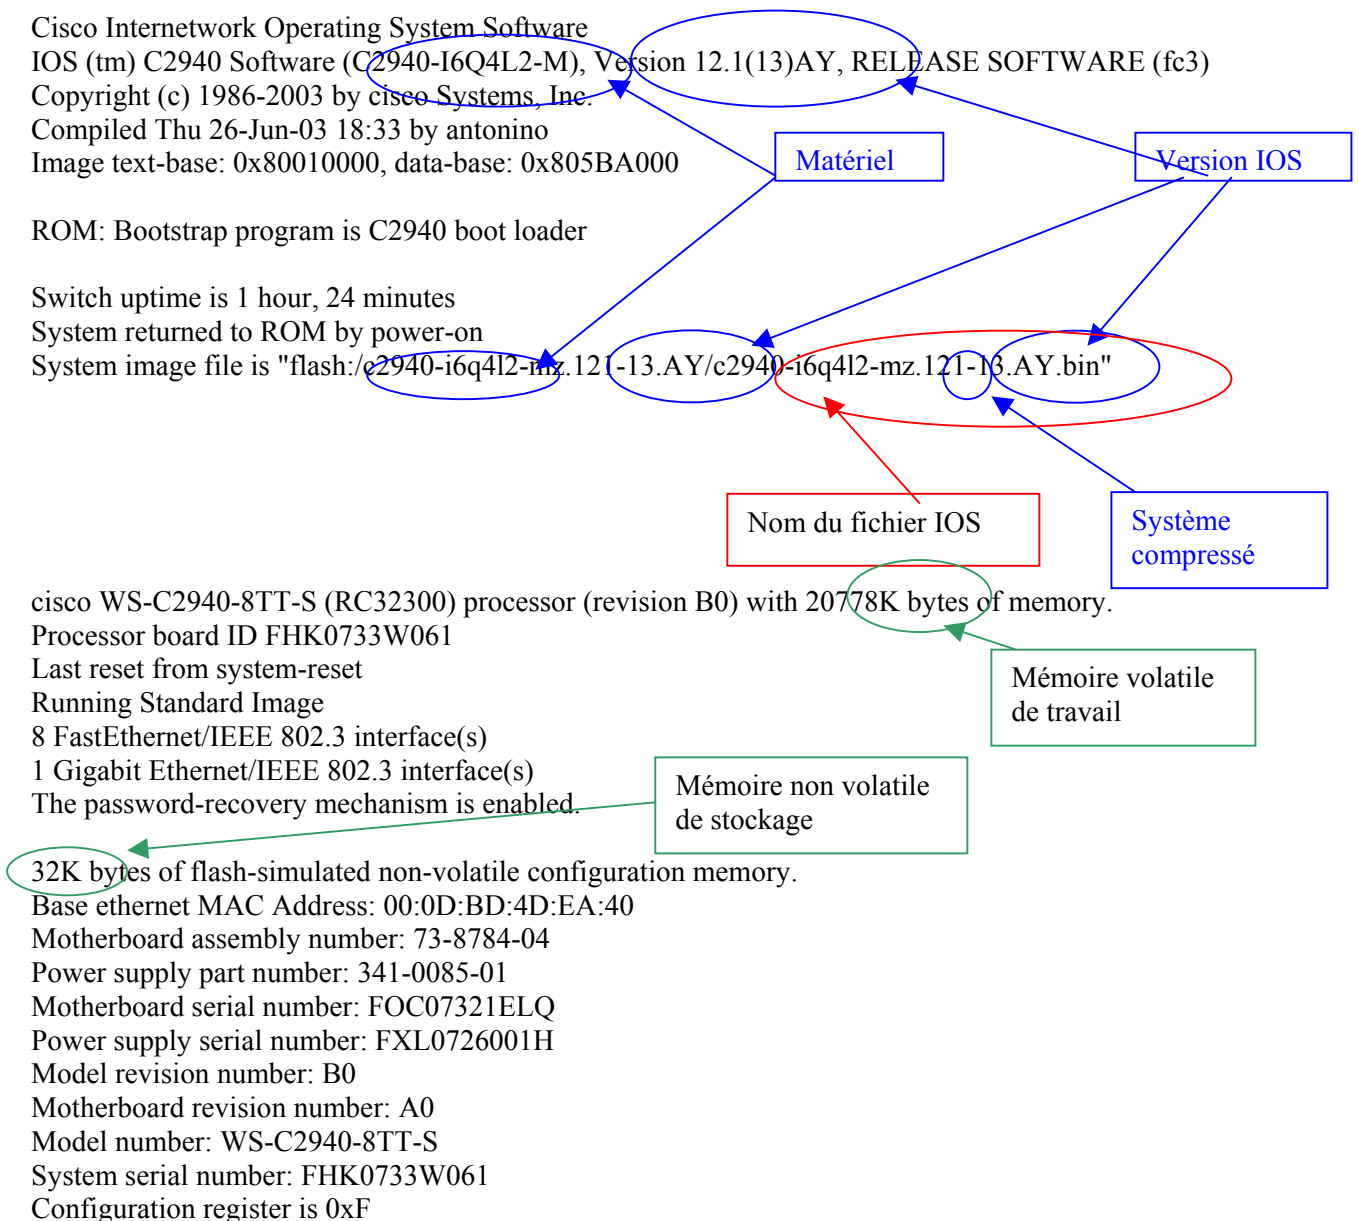 Cisco Internetwork Operating System Software
IOS (tm) C2940 Software (C2940-I6Q4L2-M), Version 12.1(13)AY, RELEASE SOFTWARE (fc3)
Copyright (c) 1986-2003 by cisco Systems, Inc.
Compiled Thu 26-Jun-03 18:33 by antonino
Image text-base: 0x80010000, data-base: 0x805BA000
Matériel
Version IOS
ROM: Bootstrap program is C2940 boot loader
Switch uptime is 1 hour, 24 minutes
System returned to ROM by power-on
System image file is "flash:/c2940-i6q4l2-mz.121-13.AY/c2940-i6q4l2-mz.121-13.AY.bin"
Nom du fichier IOS
Système
compressé
cisco WS-C2940-8TT-S (RC32300) processor (revision B0) with 20778K bytes of memory.
Processor board ID FHK0733W061
Last reset from system-reset
Running Standard Image
8 FastEthernet/IEEE 802.3 interface(s)
1 Gigabit Ethernet/IEEE 802.3 interface(s)
The password-recovery mechanism is enabled.
Mémoire volatile
de travail
Mémoire non volatile
de stockage
32K bytes of flash-simulated non-volatile configuration memory.
Base ethernet MAC Address: 00:0D:BD:4D:EA:40
Motherboard assembly number: 73-8784-04
Power supply part number: 341-0085-01
Motherboard serial number: FOC07321ELQ
Power supply serial number: FXL0726001H
Model revision number: B0
Motherboard revision number: A0
Model number: WS-C2940-8TT-S
System serial number: FHK0733W061
Configuration register is 0xF